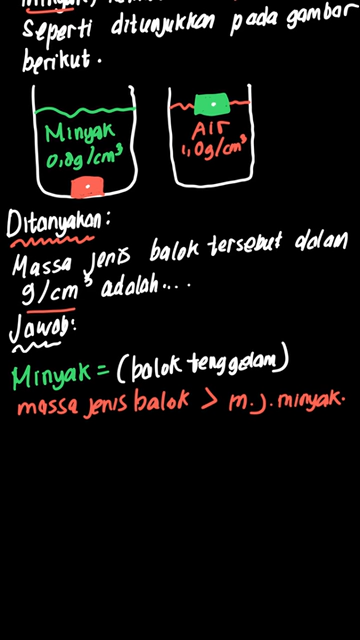 Seperti ditunjukkan pada gambar
berikut.
Minyak
0,8g/cm³
Air
1,0g/cm³
Ditanyakan:
Massa jenis balok tersebut dalam
g/cm³ adalah...
Jawab:
Minyak = (balok tenggelam)
massa jenis balok > m.j. minyak.